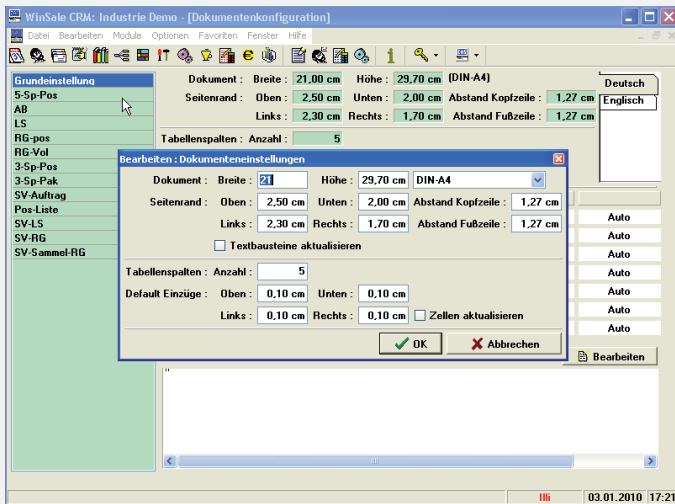 WinSale CRM: Industrie Demo - [Dokumentenkonfiguration]
Datei Bearbeiten Module Optionen Favoriten Fenster Hilfe
Grundeinstellung
5-Sp-Pos
AB
LS
RG-pos
RG-Vol
3-Sp-Pos
3-Sp-Pak
SV-Auftrag
Pos-Liste
SV-LS
SV-RG
SV-Sammel-RG
Dokument : Breite : 21,00 cm Höhe : 29,70 cm (DIN-A4)
Seitenrand : Oben : 2,50 cm Unten : 2,00 cm Abstand Kopfzeile : 1,27 cm
Links : 2,30 cm Rechts : 1,70 cm Abstand Fußzeile : 1,27 cm
Tabellenspalten : Anzahl : 5
Deutsch
Englisch
Bearbeiten : Dokumenteneinstellungen
Dokument : Breite : 21 Höhe : 29,70 cm DIN-A4
Seitenrand : Oben : 2,50 cm Unten : 2,00 cm Abstand Kopfzeile : 1,27 cm
Links : 2,30 cm Rechts : 1,70 cm Abstand Fußzeile : 1,27 cm
Textbausteine aktualisieren
Tabellenspalten : Anzahl : 5
Default Einzüge : Oben : 0,10 cm Unten : 0,10 cm
Links : 0,10 cm Rechts : 0,10 cm Zellen aktualisieren
OK Abbrechen
Auto
Auto
Auto
Auto
Auto
Auto
Auto
Bearbeiten
Illi 03.01.2010 17:21